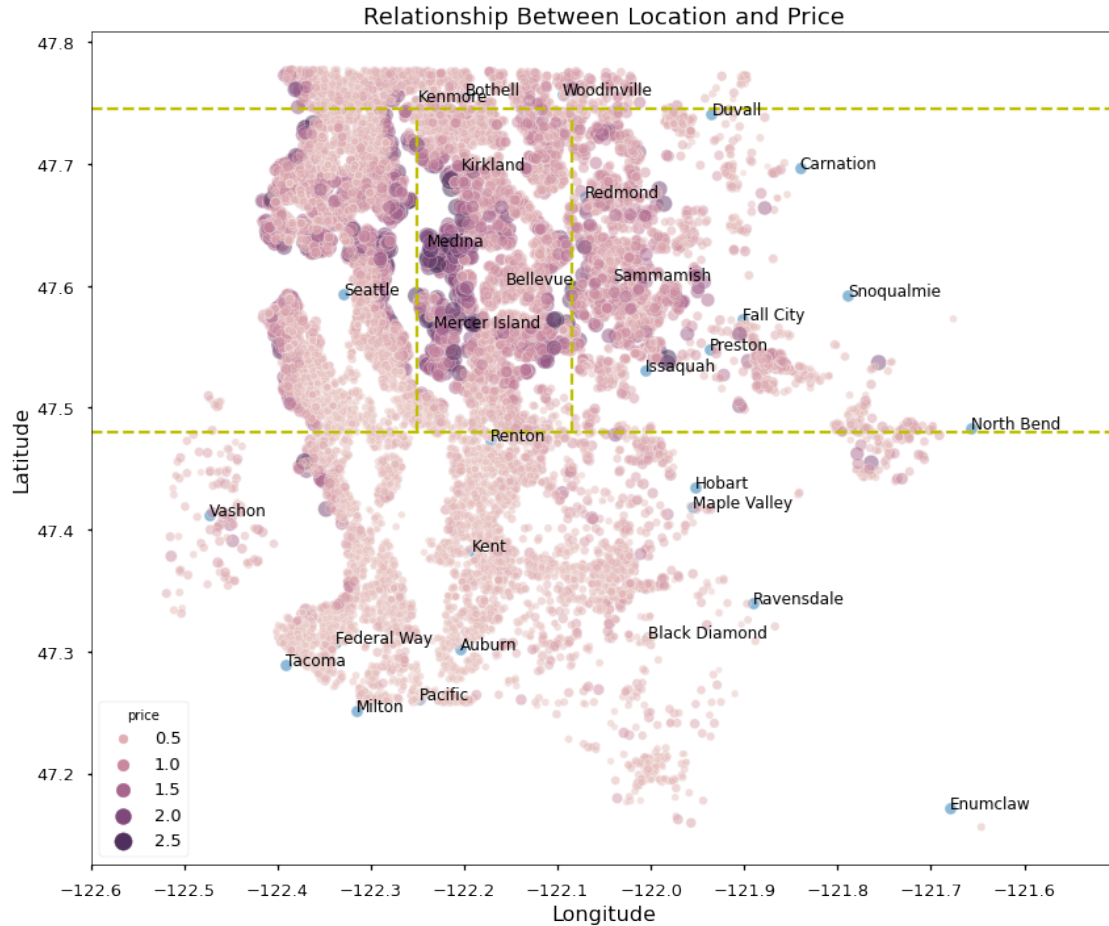 Relationship Between Location and Price
47.8
Bothell
Woodinville
Kenmore
Duvall
47.7
Kirkland
Carnation
Redmond
Medina
Bellevue
Sammamish
47.6
Seattle
Snoqualmie
Mercer Island
Fall City
Preston
Issaquah
47.5
Renton
North Bend
Latitude
Hobart
Maple Valley
Vashon
47.4
Kent
Ravensdale
Black Diamond
Federal Way
Auburn
47.3
Tacoma
Pacific
Milton
price
0.5
1.0
1.5
2.0
2.5
47.2
Enumclaw
−122.6 −122.5 −122.4 −122.3 −122.2 −122.1 −122.0 −121.9 −121.8 −121.7 −121.6
Longitude